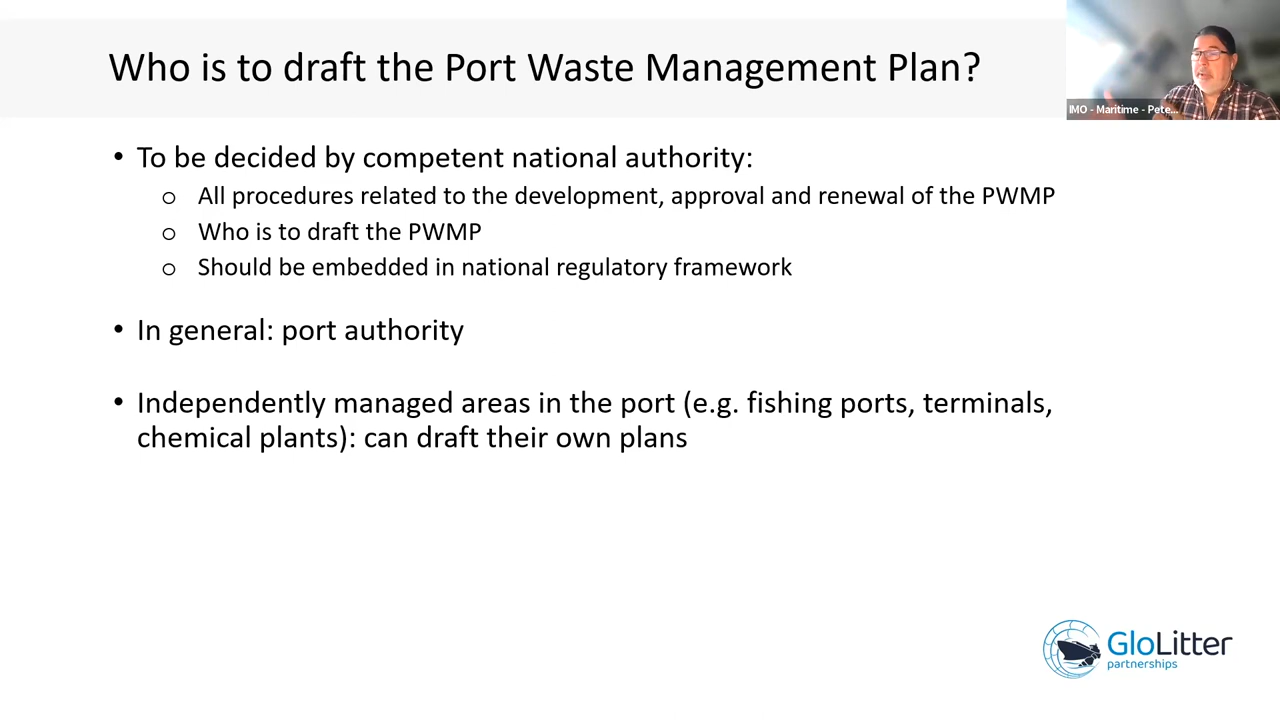 Who is to draft the Port Waste Management Plan?
IMO - Maritime - Pete...
• To be decided by competent national authority:
o All procedures related to the development, approval and renewal of the PWMP
o Who is to draft the PWMP
o Should be embedded in national regulatory framework
• In general: port authority
• Independently managed areas in the port (e.g. fishing ports, terminals,
chemical plants): can draft their own plans
GloLitter
partnerships